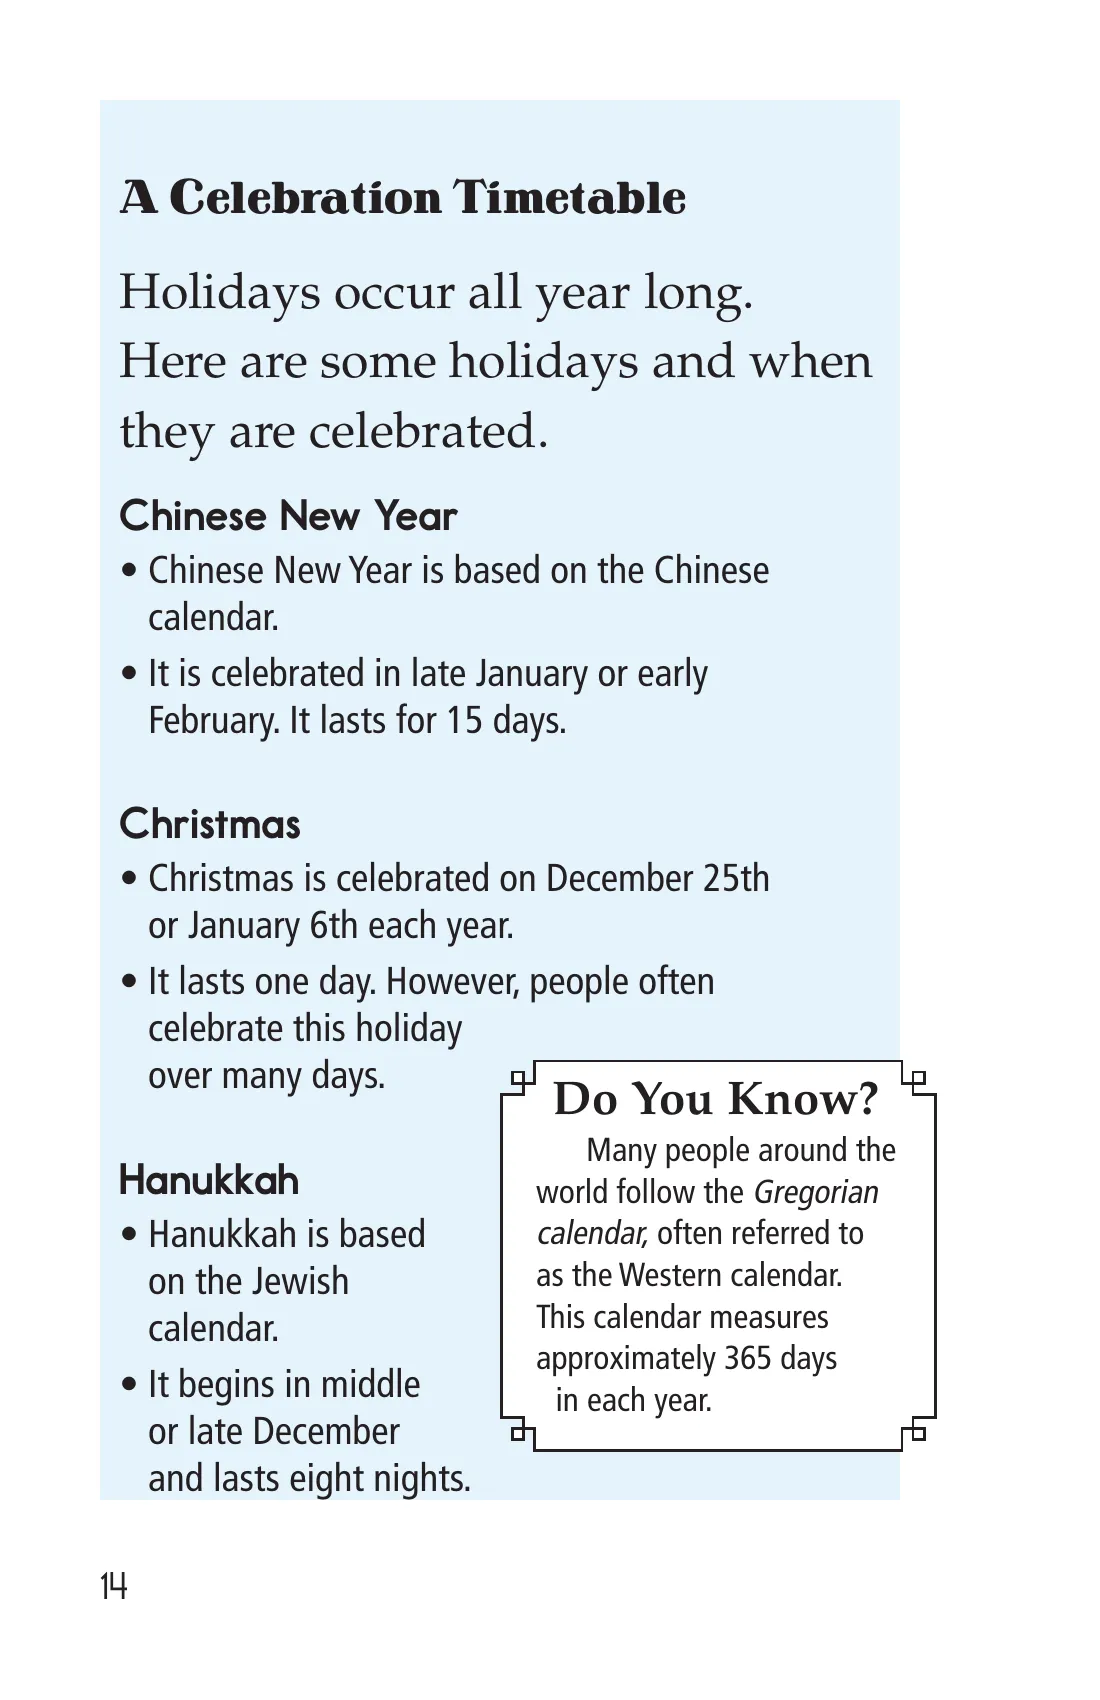 A Celebration Timetable
Holidays occur all year long.
Here are some holidays and when
they are celebrated.
Chinese New Year
• Chinese New Year is based on the Chinese
calendar.
• It is celebrated in late January or early
February. It lasts for 15 days.
Christmas
• Christmas is celebrated on December 25th
or January 6th each year.
• It lasts one day. However, people often
celebrate this holiday
over many days.
Hanukkah
• Hanukkah is based
on the Jewish
calendar.
• It begins in middle
or late December
and lasts eight nights.
Do You Know?
Many people around the
world follow the Gregorian
calendar, often referred to
as the Western calendar.
This calendar measures
approximately 365 days
in each year.
14